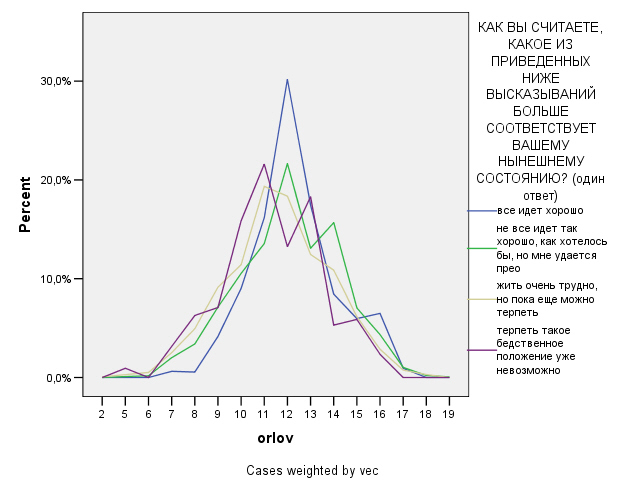 КАК ВЫ СЧИТАЕТЕ,
КАКОЕ ИЗ
ПРИВЕДЕННЫХ
НИЖЕ
ВЫСКАЗЫВАНИЙ
БОЛЬШЕ
СООТВЕТСТВУЕТ
ВАШЕМУ
НЫНЕШНЕМУ
СОСТОЯНИЮ? (один
ответ)
все идет хорошо
не все идет так
хорошо, как хотелось
бы, но мне удается
прео
жить очень трудно,
но пока еще можно
терпеть
терпеть такое
бедственное
положение уже
невозможно
Percent
30,0%
20,0%
10,0%
0,0%
2 5 6 7 8 9 10 11 12 13 14 15 16 17 18 19
orlov
Cases weighted by vec